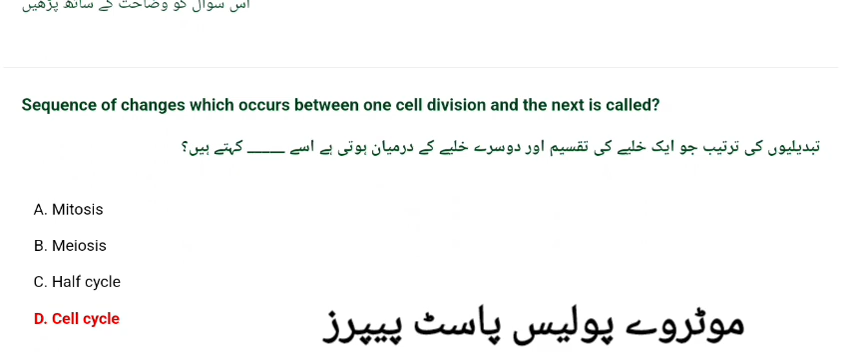 اس سوال کو وضاحت کے ساتھ پڑھیں
Sequence of changes which occurs between one cell division and the next is called?
تبدیلیوں کی ترتیب جو ایک خلیے کی تقسیم اور دوسرے خلیے کے درمیان ہوتی ہے اسے ____ کہتے ہیں؟
A. Mitosis
B. Meiosis
C. Half cycle
D. Cell cycle
موٹروے پولیس پاسٹ پیپرز